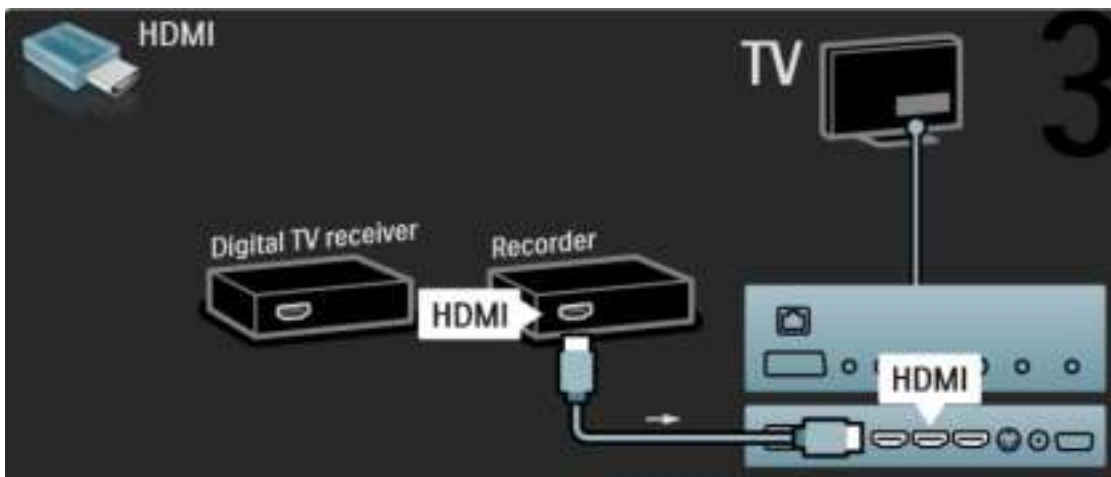 HDMI
TV
3
Digital TV receiver
Recorder
HDMI
HDMI